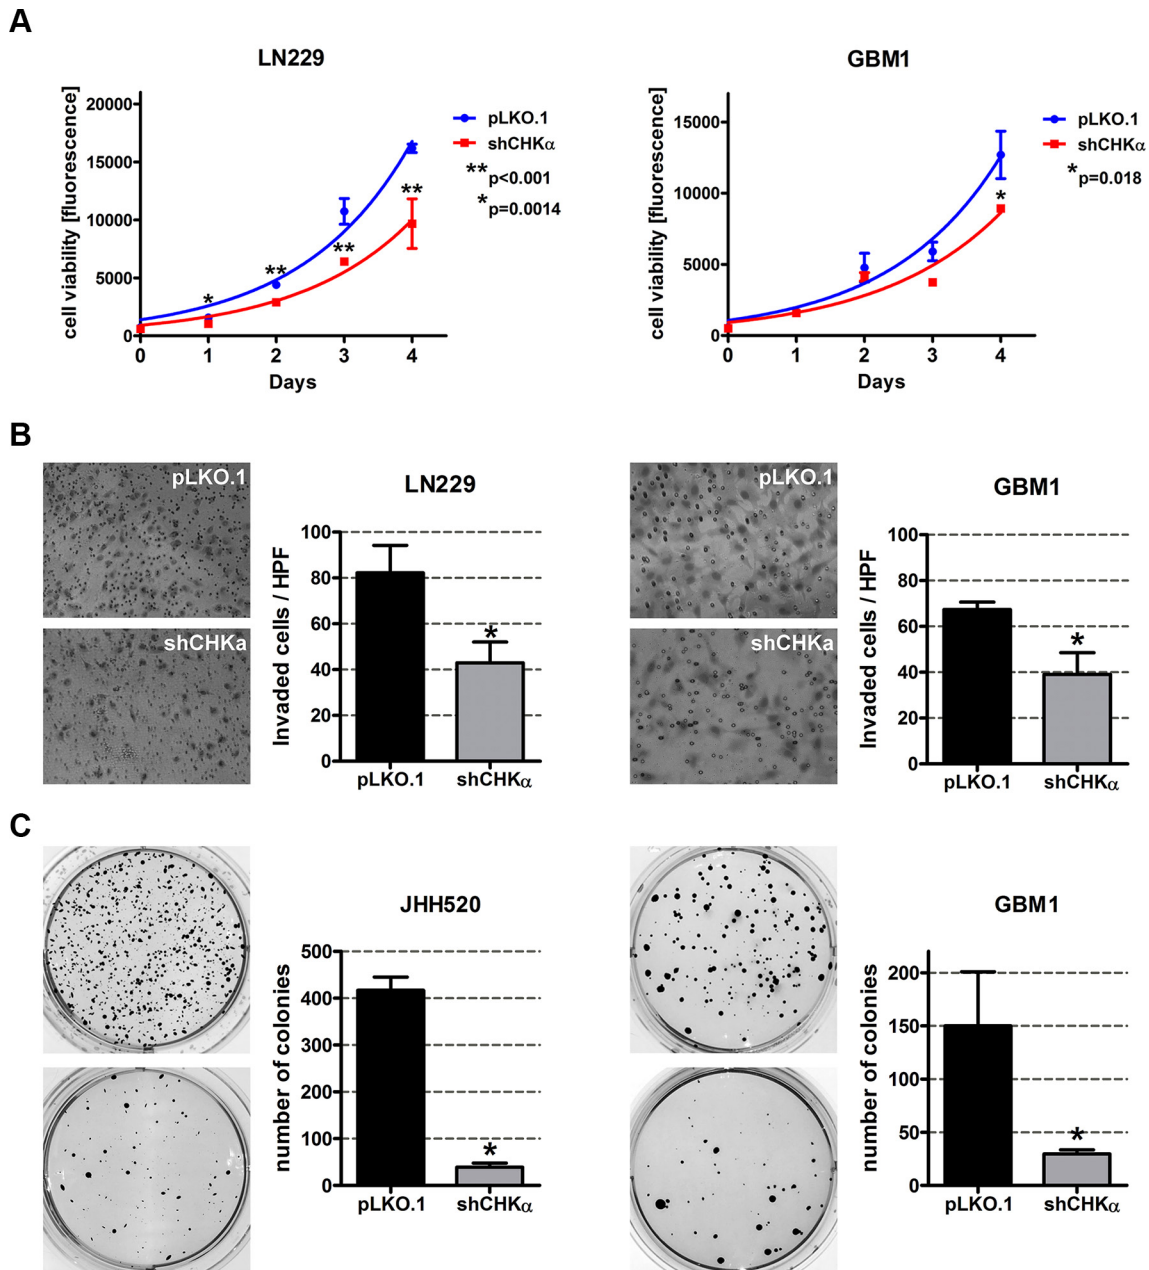 A
LN229
cell viability [fluorescence]
20000
15000
10000
5000
0
0 1 2 3 4
Days
pLKO.1
shCHKα
**p<0.001
*p=0.0014
*
**
**
**
GBM1
cell viability [fluorescence]
15000
10000
5000
0
0 1 2 3 4
Days
pLKO.1
shCHKα
*p=0.018
*
B
pLKO.1
shCHKa
LN229
Invaded cells / HPF
100
80
60
40
20
0
*
pLKO.1 shCHKα
pLKO.1
shCHKa
GBM1
Invaded cells / HPF
100
80
60
40
20
0
*
pLKO.1 shCHKα
C
JHH520
number of colonies
500
400
300
200
100
0
*
pLKO.1 shCHKα
GBM1
number of colonies
200
150
100
50
0
*
pLKO.1 shCHKα